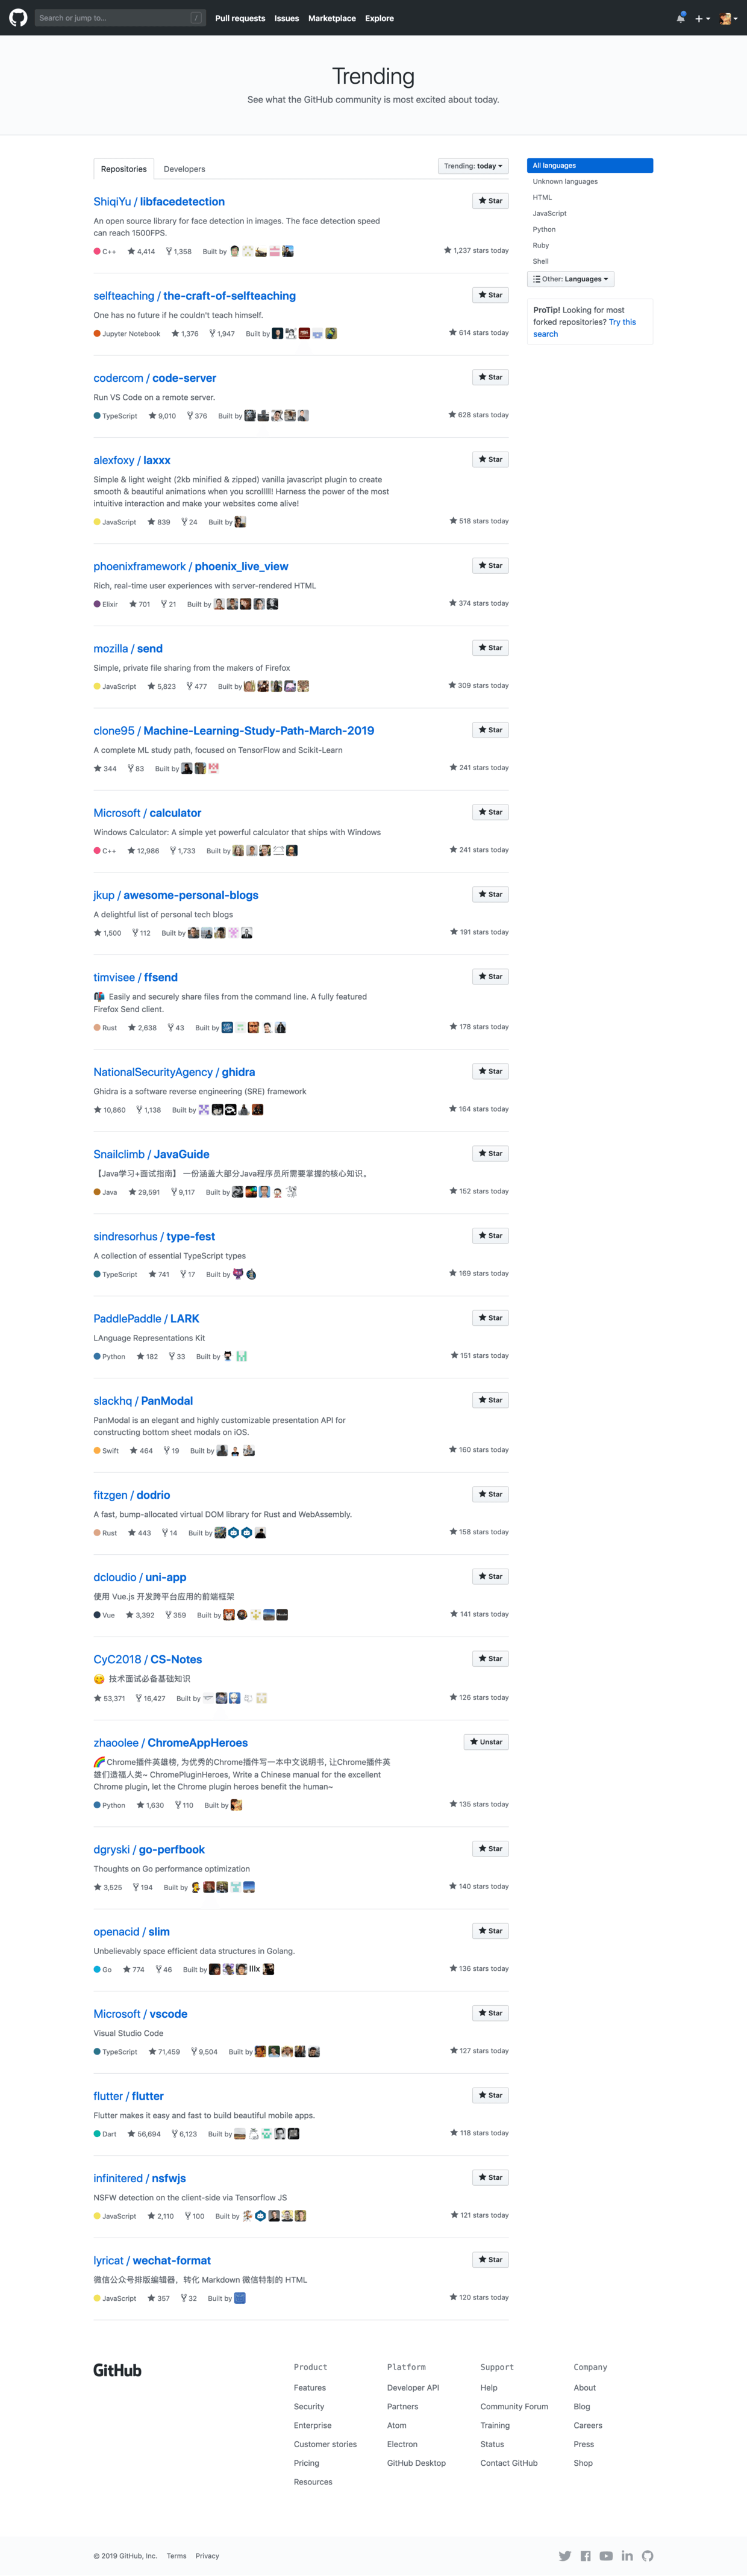 Search or jump to... /
Pull requests Issues Marketplace Explore
Trending
See what the GitHub community is most excited about today.
Repositories Developers Trending: today
ShiqiYu / libfacedetection
Star
An open source library for face detection in images. The face detection speed
can reach 1500FPS.
C++ 4,414 1,358 Built by 1,237 stars today
selfteaching / the-craft-of-selfteaching
Star
One has no future if he couldn't teach himself.
Jupyter Notebook 1,376 1,947 Built by 614 stars today
codercom / code-server
Star
Run VS Code on a remote server.
TypeScript 9,010 376 Built by 628 stars today
alexfoxy / laxxx
Star
Simple & light weight (2kb minified & zipped) vanilla javascript plugin to create
smooth & beautiful animations when you scrolllll! Harness the power of the most
intuitive interaction and make your websites come alive!
JavaScript 839 24 Built by 518 stars today
phoenixframework / phoenix_live_view
Star
Rich, real-time user experiences with server-rendered HTML
Elixir 701 21 Built by 374 stars today
mozilla / send
Star
Simple, private file sharing from the makers of Firefox
JavaScript 5,823 477 Built by 309 stars today
clone95 / Machine-Learning-Study-Path-March-2019
Star
A complete ML study path, focused on TensorFlow and Scikit-Learn
344 83 Built by 241 stars today
Microsoft / calculator
Star
Windows Calculator: A simple yet powerful calculator that ships with Windows
C++ 12,986 1,733 Built by 241 stars today
jkup / awesome-personal-blogs
Star
A delightful list of personal tech blogs
1,500 112 Built by 191 stars today
timvisee / ffsend
Star
📬 Easily and securely share files from the command line. A fully featured
Firefox Send client.
Rust 2,638 43 Built by 178 stars today
NationalSecurityAgency / ghidra
Star
Ghidra is a software reverse engineering (SRE) framework
10,860 1,138 Built by 164 stars today
Snailclimb / JavaGuide
Star
【Java学习+面试指南】 一份涵盖大部分Java程序员所需要掌握的核心知识。
Java 29,591 9,117 Built by 152 stars today
sindresorhus / type-fest
Star
A collection of essential TypeScript types
TypeScript 741 17 Built by 169 stars today
PaddlePaddle / LARK
Star
LAnguage Representations Kit
Python 182 33 Built by 151 stars today
slackhq / PanModal
Star
PanModal is an elegant and highly customizable presentation API for
constructing bottom sheet modals on iOS.
Swift 464 19 Built by 160 stars today
fitzgen / dodrio
Star
A fast, bump-allocated virtual DOM library for Rust and WebAssembly.
Rust 443 14 Built by 158 stars today
dcloudio / uni-app
Star
使用 Vue.js 开发跨平台应用的前端框架
Vue 3,392 359 Built by 141 stars today
CyC2018 / CS-Notes
Star
😋 技术面试必备基础知识
53,371 16,427 Built by 126 stars today
zhaoolee / ChromeAppHeroes
Unstar
🌈Chrome插件英雄榜, 为优秀的Chrome插件写一本中文说明书, 让Chrome插件英
雄们造福人类~ ChromePluginHeroes, Write a Chinese manual for the excellent
Chrome plugin, let the Chrome plugin heroes benefit the human~
Python 1,630 110 Built by 135 stars today
dgryski / go-perfbook
Star
Thoughts on Go performance optimization
3,525 194 Built by 140 stars today
openacid / slim
Star
Unbelievably space efficient data structures in Golang.
Go 774 46 Built by lllx 136 stars today
Microsoft / vscode
Star
Visual Studio Code
TypeScript 71,459 9,504 Built by 127 stars today
flutter / flutter
Star
Flutter makes it easy and fast to build beautiful mobile apps.
Dart 56,694 6,123 Built by 118 stars today
infinitered / nsfwjs
Star
NSFW detection on the client-side via Tensorflow JS
JavaScript 2,110 100 Built by 121 stars today
lyricat / wechat-format
Star
微信公众号排版编辑器，转化 Markdown 微信特制的 HTML
JavaScript 357 32 Built by 120 stars today
All languages
Unknown languages
HTML
JavaScript
Python
Ruby
Shell
Other: Languages
ProTip! Looking for most
forked repositories? Try this
search
GitHub
Product
Features
Security
Enterprise
Customer stories
Pricing
Resources
Platform
Developer API
Partners
Atom
Electron
GitHub Desktop
Support
Help
Community Forum
Training
Status
Contact GitHub
Company
About
Blog
Careers
Press
Shop
© 2019 GitHub, Inc. Terms Privacy